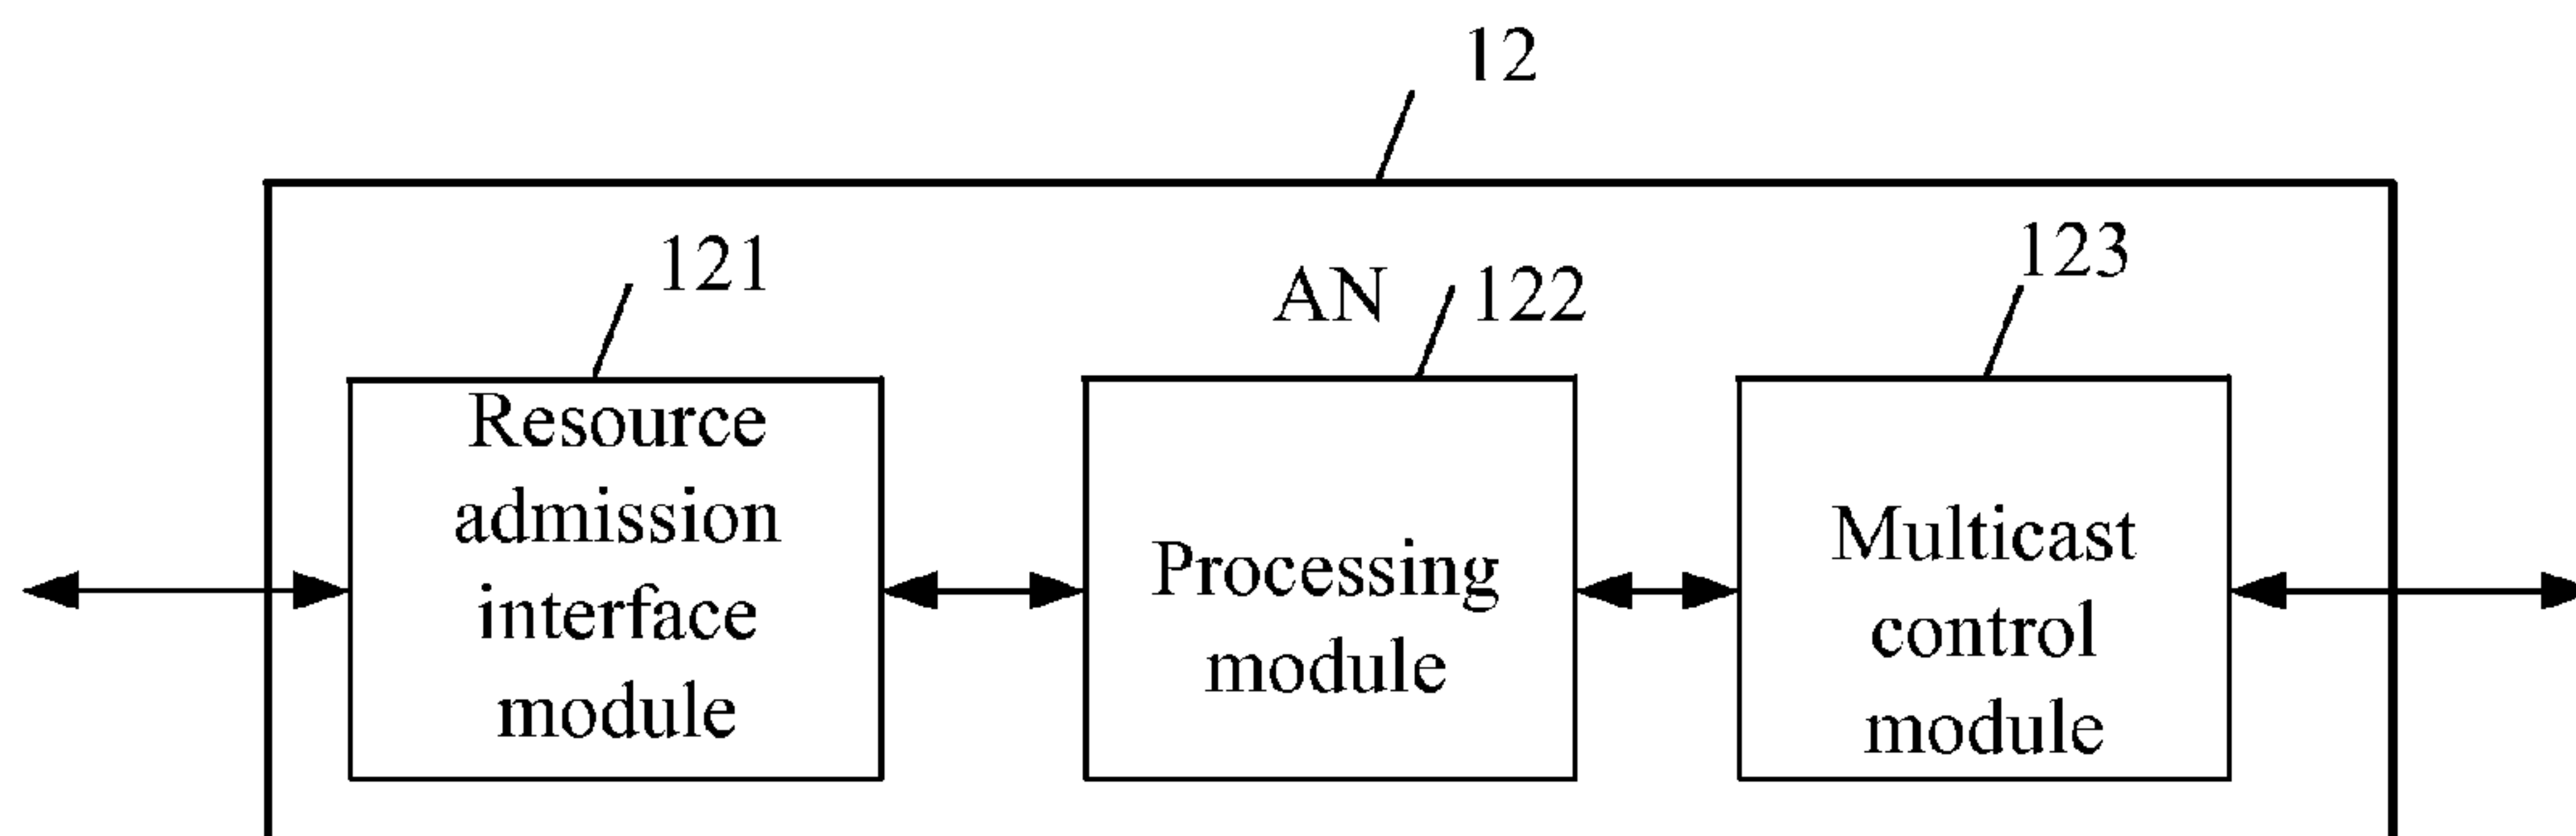 12
121
AN
122
123
Resource
admission
interface
module
Processing
module
Multicast
control
module